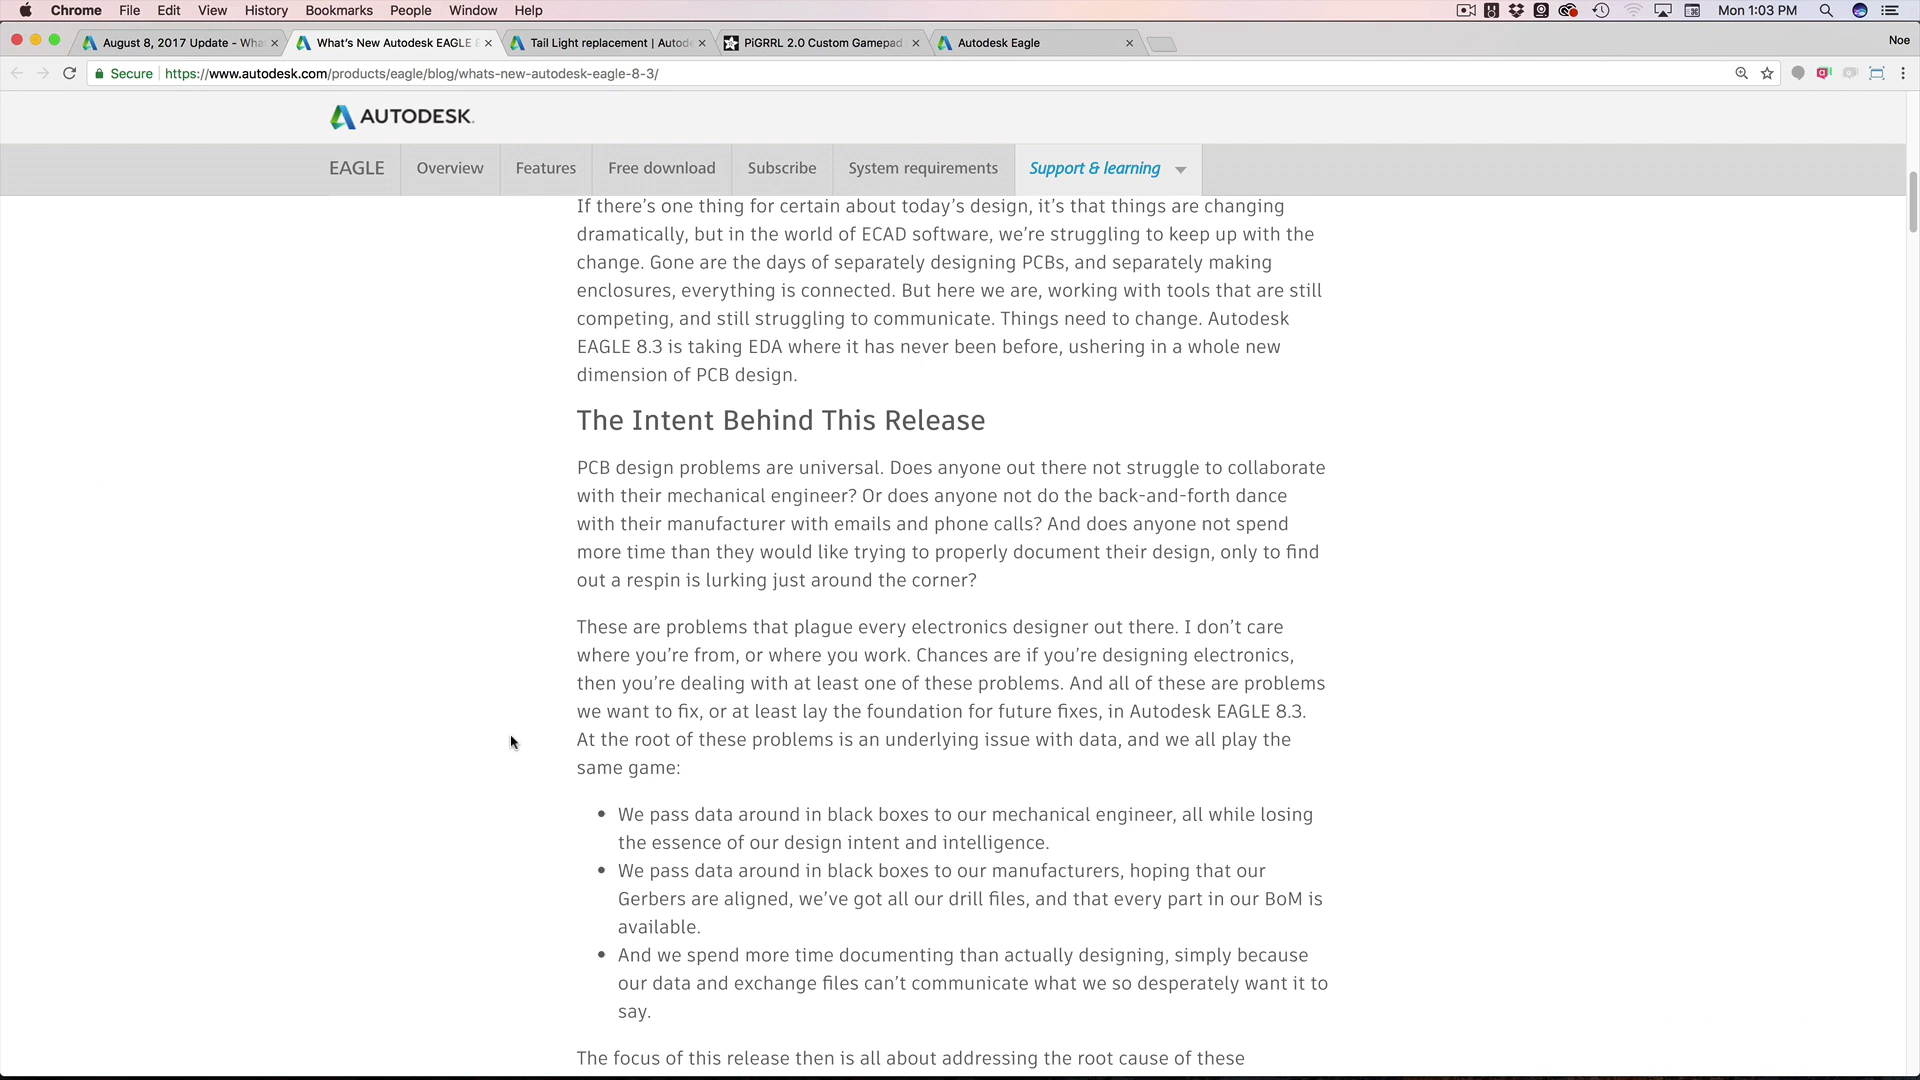 Chrome File Edit View History Bookmarks People Window Help Mon 1:03 PM
August 8, 2017 Update - Wha
What's New Autodesk EAGLE 
Tail Light replacement | Autod
PiGRRL 2.0 Custom Gamepad
Autodesk Eagle
Noe
Secure https://www.autodesk.com/products/eagle/blog/whats-new-autodesk-eagle-8-3/
AUTODESK.
EAGLE Overview Features Free download Subscribe System requirements Support & learning
If there's one thing for certain about today's design, it's that things are changing
dramatically, but in the world of ECAD software, we're struggling to keep up with the
change. Gone are the days of separately designing PCBs, and separately making
enclosures, everything is connected. But here we are, working with tools that are still
competing, and still struggling to communicate. Things need to change. Autodesk
EAGLE 8.3 is taking EDA where it has never been before, ushering in a whole new
dimension of PCB design.
The Intent Behind This Release
PCB design problems are universal. Does anyone out there not struggle to collaborate
with their mechanical engineer? Or does anyone not do the back-and-forth dance
with their manufacturer with emails and phone calls? And does anyone not spend
more time than they would like trying to properly document their design, only to find
out a respin is lurking just around the corner?
These are problems that plague every electronics designer out there. I don't care
where you're from, or where you work. Chances are if you're designing electronics,
then you're dealing with at least one of these problems. And all of these are problems
we want to fix, or at least lay the foundation for future fixes, in Autodesk EAGLE 8.3.
At the root of these problems is an underlying issue with data, and we all play the
same game:
• We pass data around in black boxes to our mechanical engineer, all while losing
the essence of our design intent and intelligence.
• We pass data around in black boxes to our manufacturers, hoping that our
Gerbers are aligned, we've got all our drill files, and that every part in our BoM is
available.
• And we spend more time documenting than actually designing, simply because
our data and exchange files can't communicate what we so desperately want it to
say.
The focus of this release then is all about addressing the root cause of these